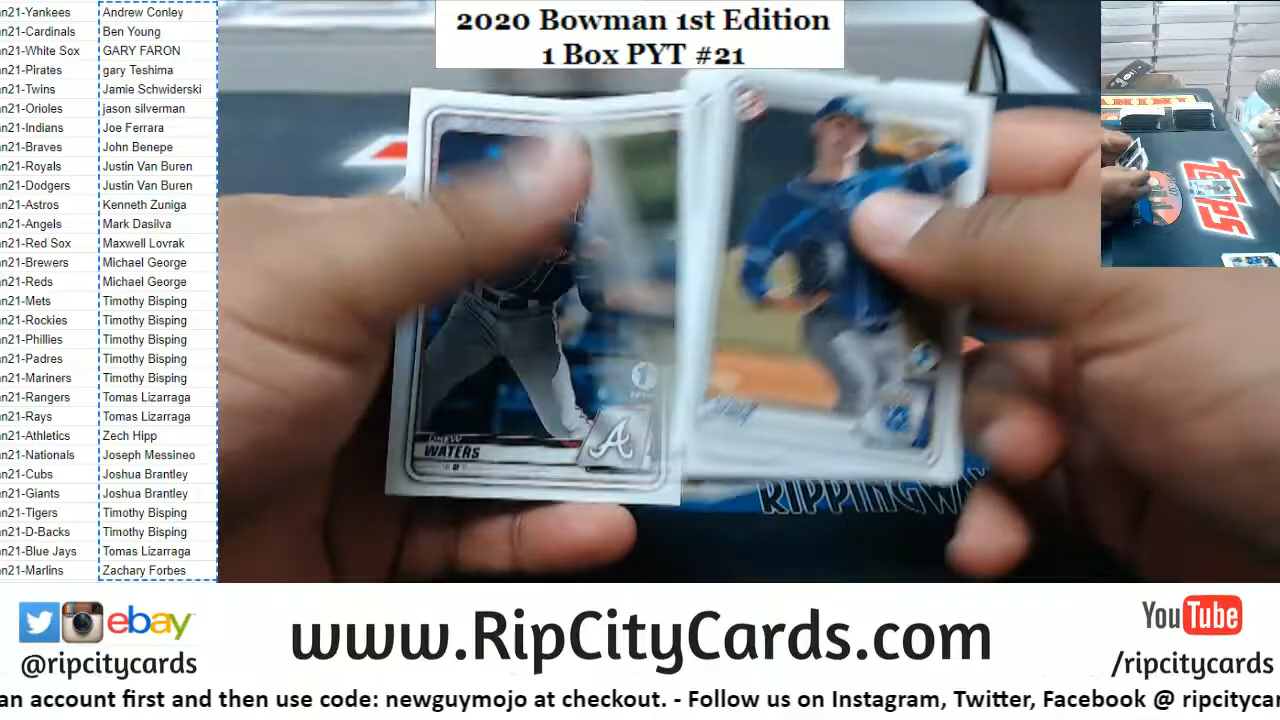 2020 Bowman 1st Edition
1 Box PYT #21
n21-Yankees Andrew Conley
n21-Cardinals Ben Young
n21-White Sox GARY FARON
n21-Pirates gary Teshima
n21-Twins Jamie Schwiderski
n21-Orioles jason silverman
n21-Indians Joe Ferrara
n21-Braves John Benepe
n21-Royals Justin Van Buren
n21-Dodgers Justin Van Buren
n21-Astros Kenneth Zuniga
n21-Angels Mark Dasilva
n21-Red Sox Maxwell Lovrak
n21-Brewers Michael George
n21-Reds Michael George
n21-Mets Timothy Bisping
n21-Rockies Timothy Bisping
n21-Phillies Timothy Bisping
n21-Padres Timothy Bisping
n21-Mariners Timothy Bisping
n21-Rangers Tomas Lizarraga
n21-Rays Tomas Lizarraga
n21-Athletics Zech Hipp
n21-Nationals Joseph Messineo
n21-Cubs Joshua Brantley
n21-Giants Joshua Brantley
n21-Tigers Timothy Bisping
n21-D-Backs Timothy Bisping
n21-Blue Jays Tomas Lizarraga
n21-Marlins Zachary Forbes
DREW
WATERS
A
1
RIPPINGWA
topps
ebay
@ripcitycards
www.RipCityCards.com
YouTube
/ripcitycards
an account first and then use code: newguymojo at checkout. - Follow us on Instagram, Twitter, Facebook @ ripcitycar